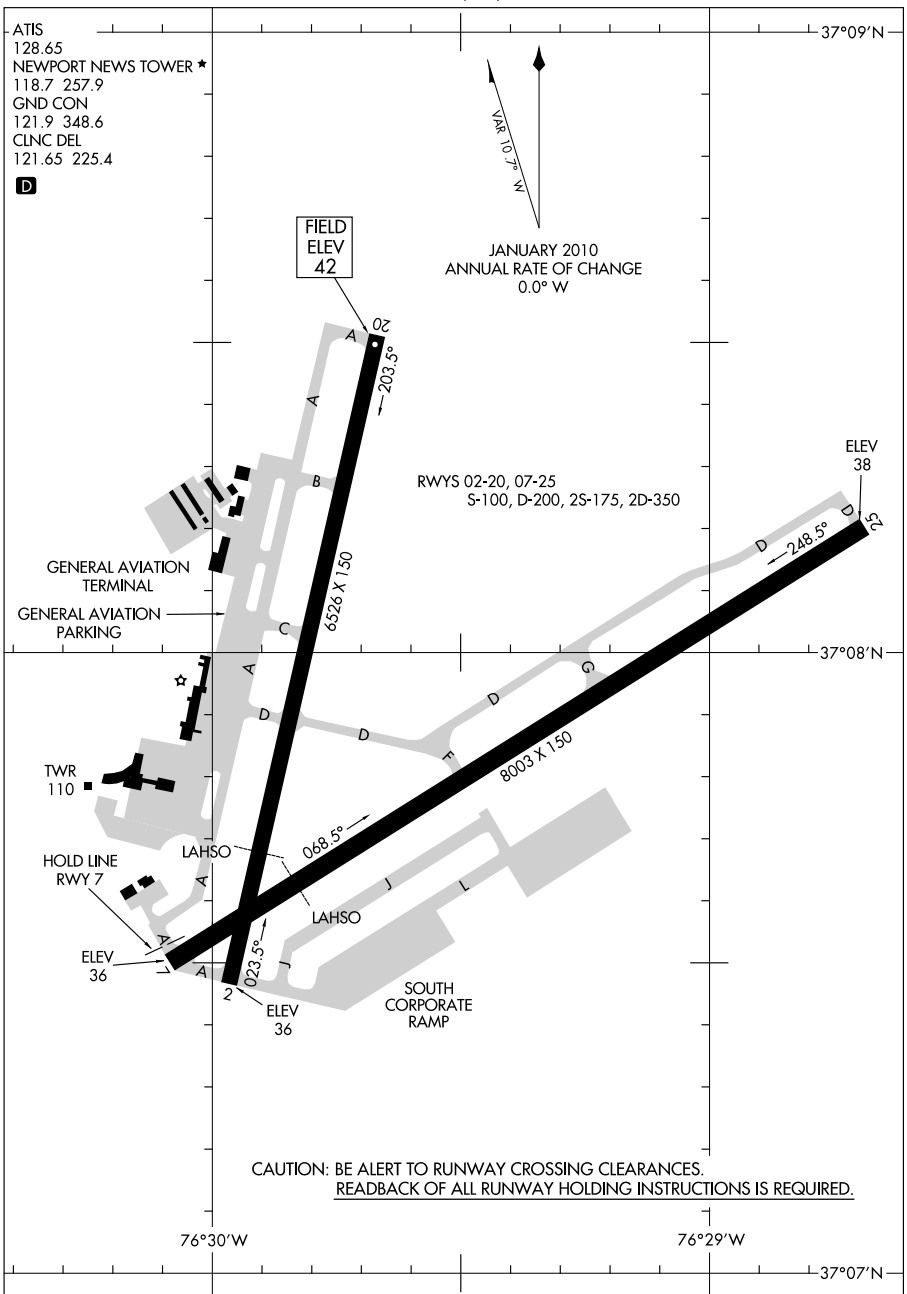 ATIS
128.65
NEWPORT NEWS TOWER ★
118.7 257.9
GND CON
121.9 348.6
CLNC DEL
121.65 225.4
D
37°09'N
VAR 10.7° W
JANUARY 2010
ANNUAL RATE OF CHANGE
0.0° W
FIELD
ELEV
42
A
20
203.5°
A
B
RWYS 02-20, 07-25
S-100, D-200, 2S-175, 2D-350
ELEV
38
D
25
D
248.5°
GENERAL AVIATION
TERMINAL
GENERAL AVIATION
PARKING
6526 X 150
C
A
37°08'N
G
D
D
D
F
8003 X 150
TWR
110
068.5°
LAHSO
LAHSO
HOLD LINE
RWY 7
A
J
L
A
ELEV
36
7
A
023.5°
J
2
ELEV
36
SOUTH
CORPORATE
RAMP
CAUTION: BE ALERT TO RUNWAY CROSSING CLEARANCES.
READBACK OF ALL RUNWAY HOLDING INSTRUCTIONS IS REQUIRED.
76°30'W
76°29'W
37°07'N